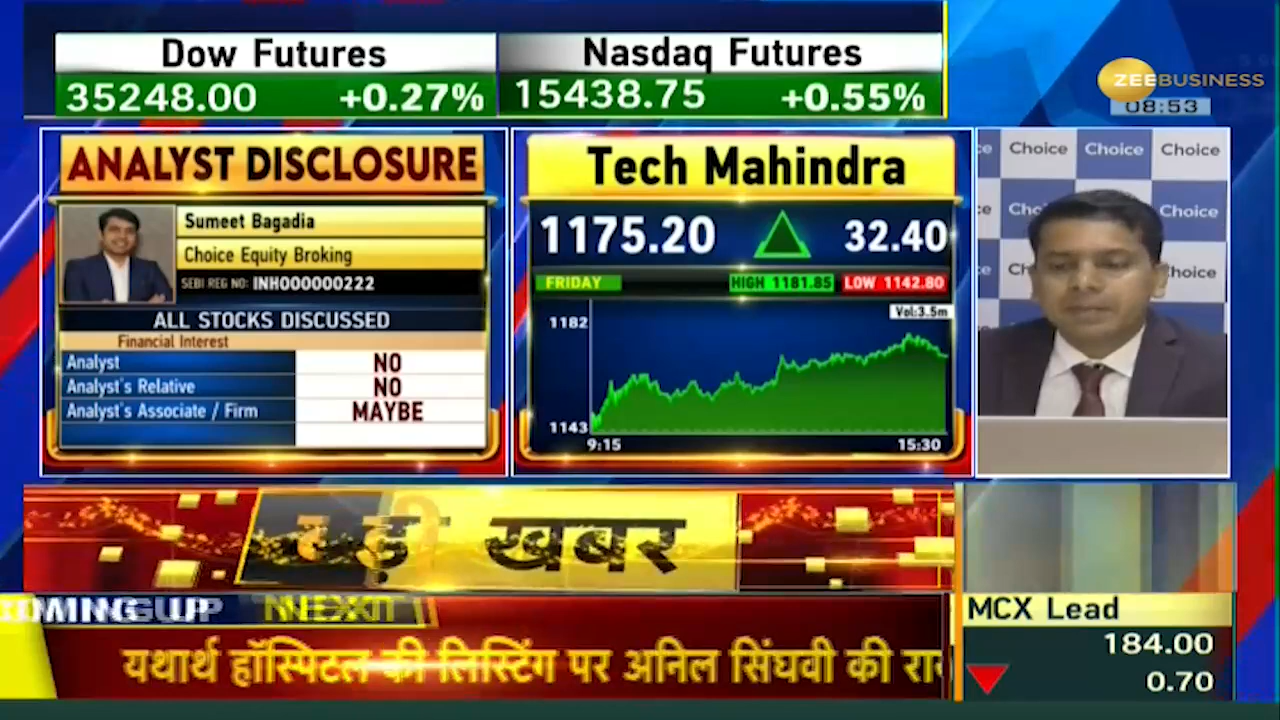 Dow Futures
35248.00 +0.27%
Nasdaq Futures
15438.75 +0.55%
ZEEBUSINESS
08:53
ANALYST DISCLOSURE
Sumeet Bagadia
Choice Equity Broking
SEBI REG NO: INH000000222
ALL STOCKS DISCUSSED
Financial Interest
Analyst NO
Analyst's Relative NO
Analyst's Associate / Firm MAYBE
Tech Mahindra
1175.20 32.40
FRIDAY HIGH 1181.85 LOW 1142.80
Vol:3.5m
1182
1143
9:15 15:30
Choice Choice Choice
Choice
खबर
यथार्थ हॉस्पिटल की लिस्टिंग पर अनिल सिंघवी की
MCX Lead
184.00
0.70